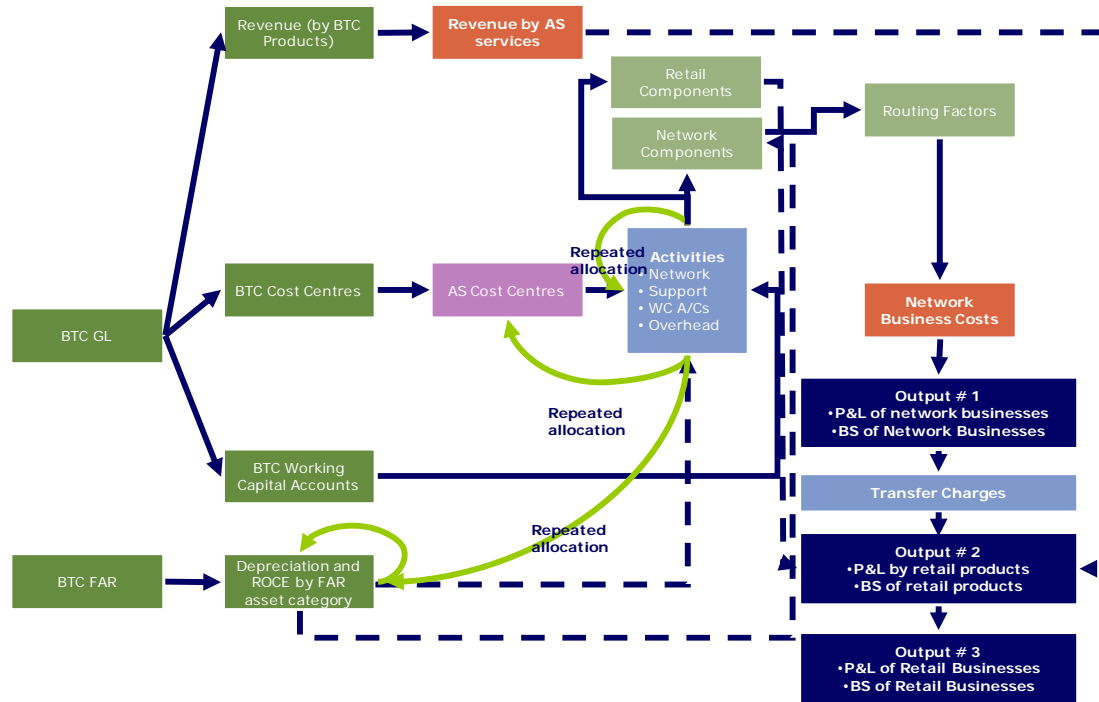 Revenue (by BTC
Products)
Revenue by AS
services
Retail
Components
Network
Components
Routing Factors
Repeated
allocation
Activities
• Network
• Support
• WC A/Cs
• Overhead
BTC Cost Centres
AS Cost Centres
BTC GL
Network
Business Costs
Output # 1
•P&L of network businesses
•BS of Network Businesses
Repeated
allocation
BTC Working
Capital Accounts
Transfer Charges
Repeated
allocation
BTC FAR
Depreciation and
ROCE by FAR
asset category
Output # 2
•P&L by retail products
•BS of retail products
Output # 3
•P&L of Retail Businesses
•BS of Retail Businesses